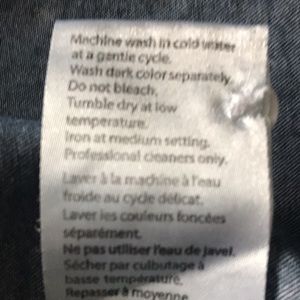 Machine wash in cold water
at a gentle cycle.
Wash dark color separately.
Do not bleach.
Tumble dry at low
temperature.
Iron at medium setting.
Professional cleaners only.
Laver à la machine à l'eau
froide au cycle délicat.
Laver les couleurs foncées
séparément.
Ne pas utiliser l'eau de javel.
Sécher par culbutage à
basse température.
Repasser à moyenne